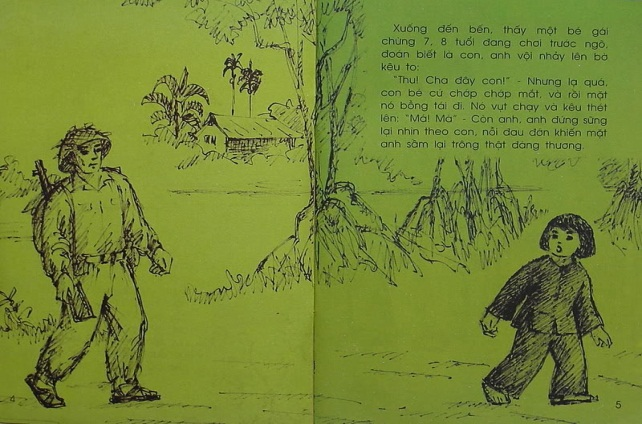 Xuống đến bến, thấy một bé gái
chừng 7, 8 tuổi đang chơi trước ngõ,
đoán biết là con, anh vội nhảy lên bờ
kêu to:
"Thu! Cha đây con!" - Nhưng lạ quá,
con bé cứ chớp chớp mắt, và rồi mặt
nó bỗng tái đi. Nó vụt chạy và kêu thét
lên: "Má! Má" - Còn anh, anh đứng sững
lại nhìn theo con, nỗi đau đớn khiến mặt
anh sầm lại trông thật đáng thương.
5